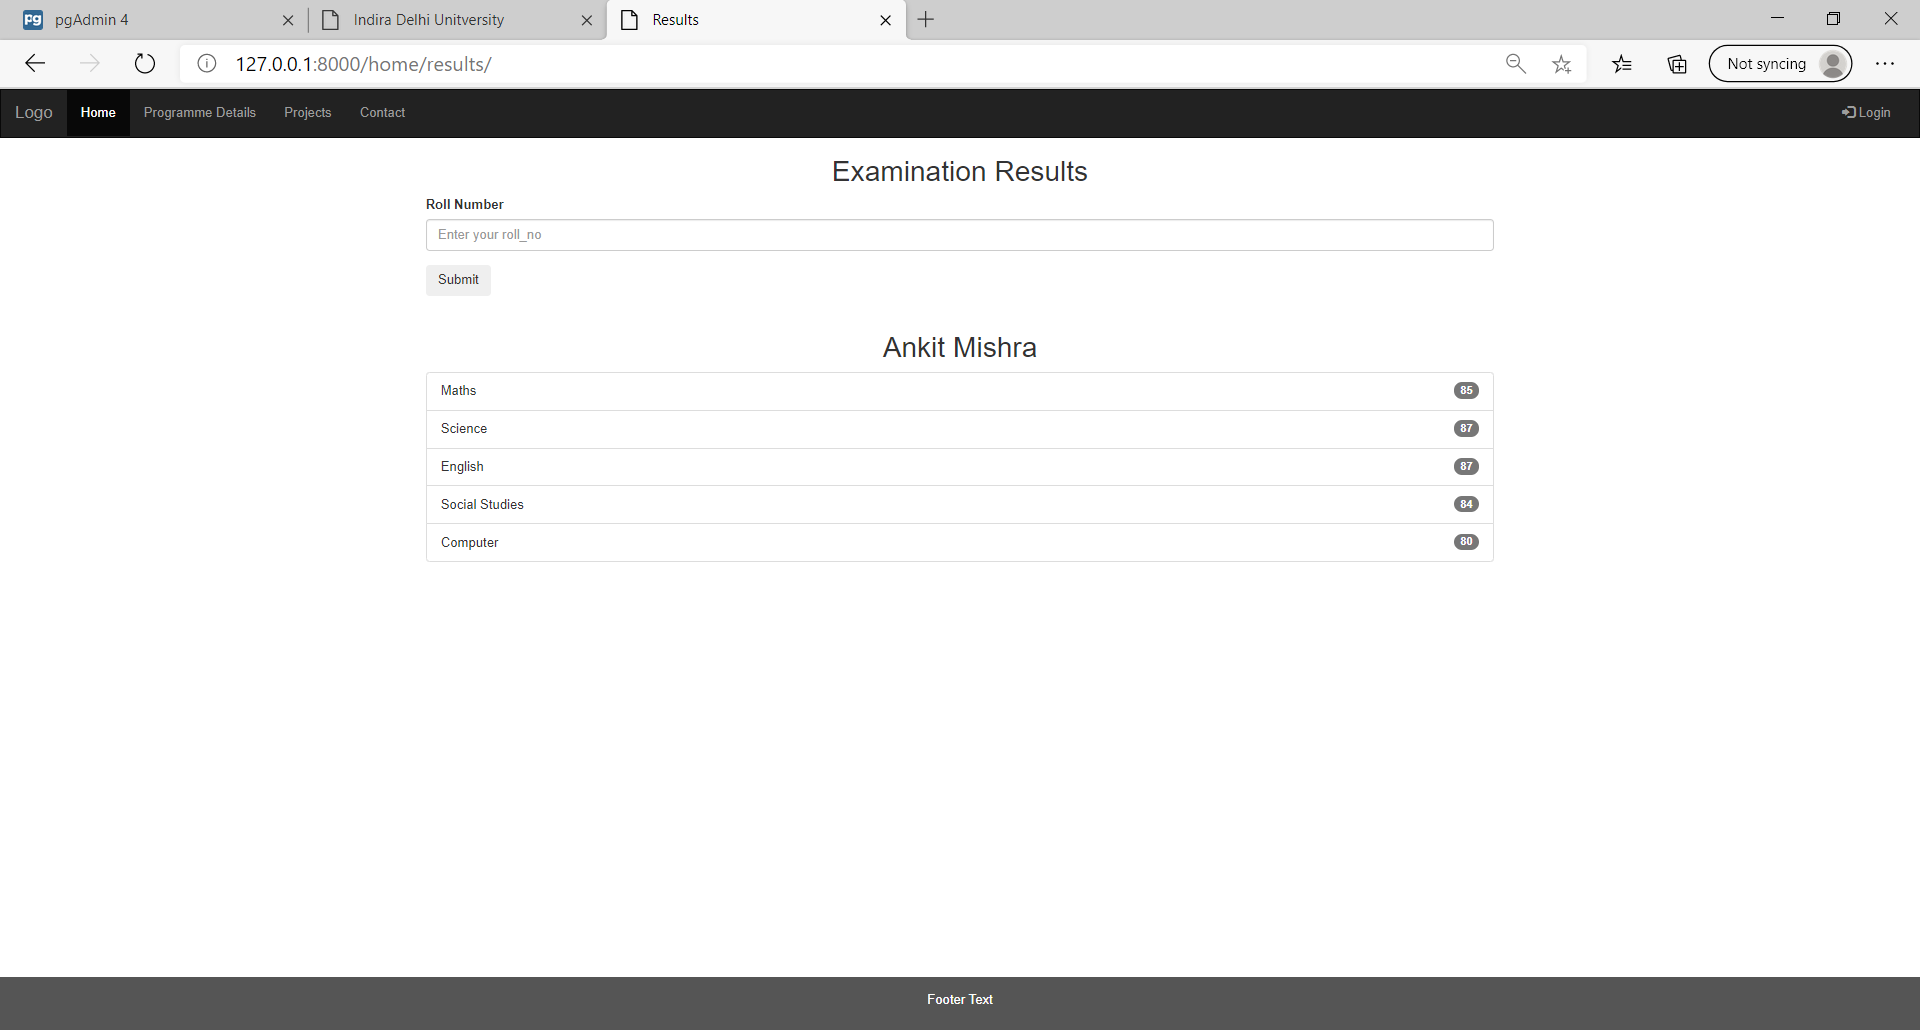 pgAdmin 4
Indira Delhi Unitversity
Results
127.0.0.1:8000/home/results/
Not syncing
Logo
Home
Programme Details
Projects
Contact
Login
Examination Results
Roll Number
Enter your roll_no
Submit
Ankit Mishra
Maths 85
Science 87
English 87
Social Studies 84
Computer 80
Footer Text